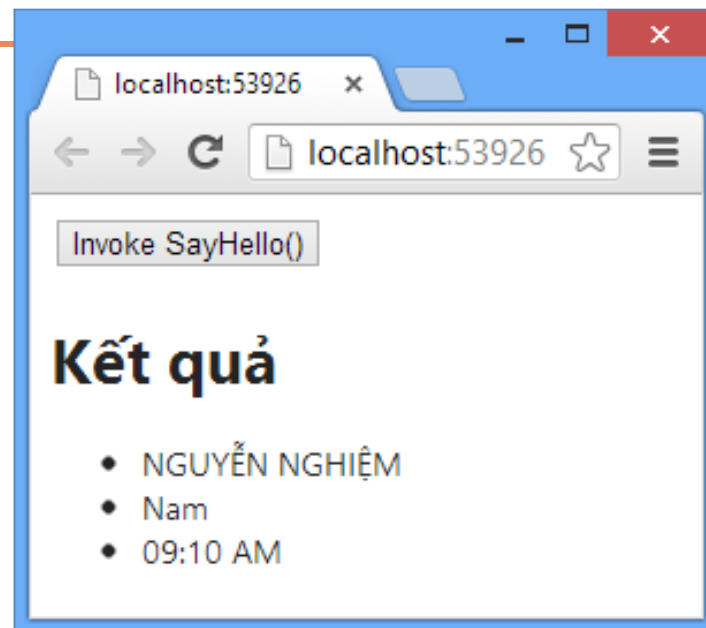 localhost:53926
localhost:53926
Invoke SayHello()
Kết quả
NGUYỄN NGHIỆM
Nam
09:10 AM